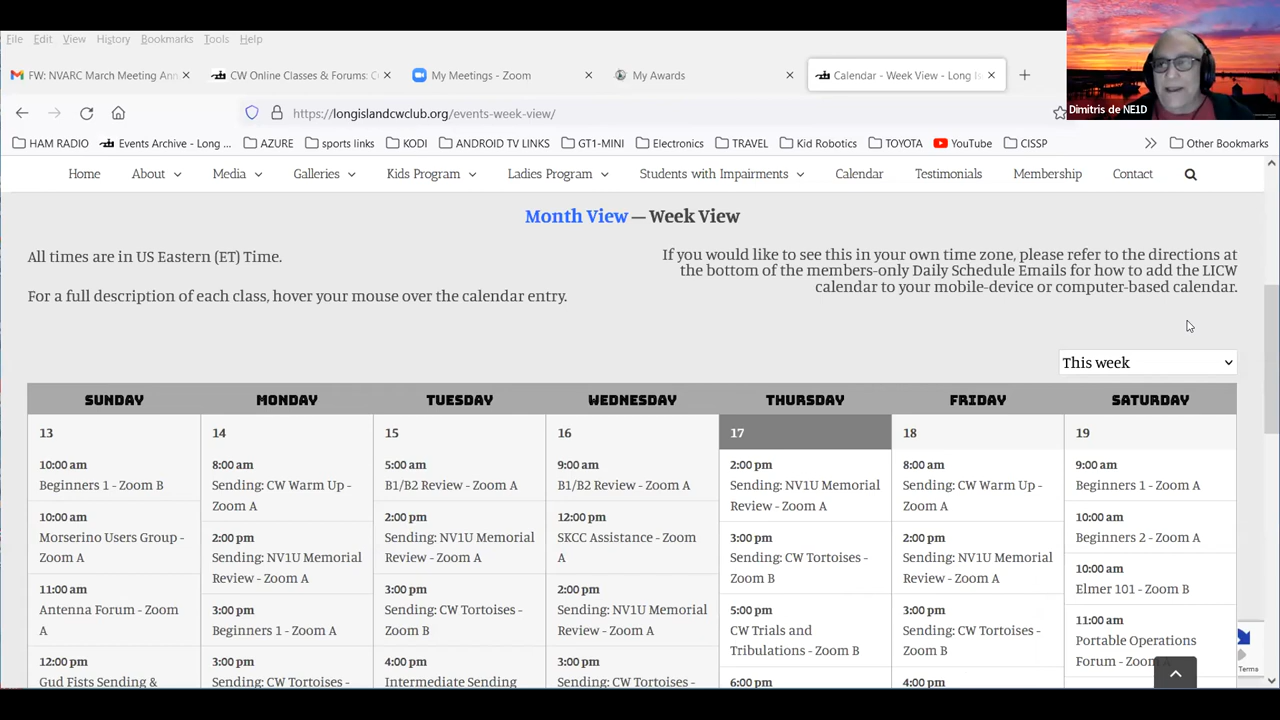 File Edit View History Bookmarks Tools Help
FW: NVARC March Meeting Ann
CW Online Classes & Forums: C
My Meetings - Zoom
My Awards
Calendar - Week View - Long Is
https://longislandcwclub.org/events-week-view/
HAM RADIO Events Archive - Long ... AZURE sports links KODI ANDROID TV LINKS GT1-MINI Electronics TRAVEL Kid Robotics TOYOTA YouTube CISSP Other Bookmarks
Dimitris de NE1D
Home About Media Galleries Kids Program Ladies Program Students with Impairments Calendar Testimonials Membership Contact
Month View — Week View
All times are in US Eastern (ET) Time.
For a full description of each class, hover your mouse over the calendar entry.
If you would like to see this in your own time zone, please refer to the directions at
the bottom of the members-only Daily Schedule Emails for how to add the LICW
calendar to your mobile-device or computer-based calendar.
This week
SUNDAY
13
10:00 am
Beginners 1 - Zoom B
10:00 am
Morserino Users Group -
Zoom A
11:00 am
Antenna Forum - Zoom
A
12:00 pm
Gud Fists Sending &
MONDAY
14
8:00 am
Sending: CW Warm Up -
Zoom A
2:00 pm
Sending: NV1U Memorial
Review - Zoom A
3:00 pm
Beginners 1 - Zoom A
3:00 pm
Sending: CW Tortoises -
TUESDAY
15
5:00 am
B1/B2 Review - Zoom A
2:00 pm
Sending: NV1U Memorial
Review - Zoom A
3:00 pm
Sending: CW Tortoises -
Zoom B
4:00 pm
Intermediate Sending
WEDNESDAY
16
9:00 am
B1/B2 Review - Zoom A
12:00 pm
SKCC Assistance - Zoom
A
2:00 pm
Sending: NV1U Memorial
Review - Zoom A
3:00 pm
Sending: CW Tortoises -
THURSDAY
17
2:00 pm
Sending: NV1U Memorial
Review - Zoom A
3:00 pm
Sending: CW Tortoises -
Zoom B
5:00 pm
CW Trials and
Tribulations - Zoom B
6:00 pm
FRIDAY
18
8:00 am
Sending: CW Warm Up -
Zoom A
2:00 pm
Sending: NV1U Memorial
Review - Zoom A
3:00 pm
Sending: CW Tortoises -
Zoom B
4:00 pm
SATURDAY
19
9:00 am
Beginners 1 - Zoom A
10:00 am
Beginners 2 - Zoom A
10:00 am
Elmer 101 - Zoom B
11:00 am
Portable Operations
Forum - Zoom A
Terms